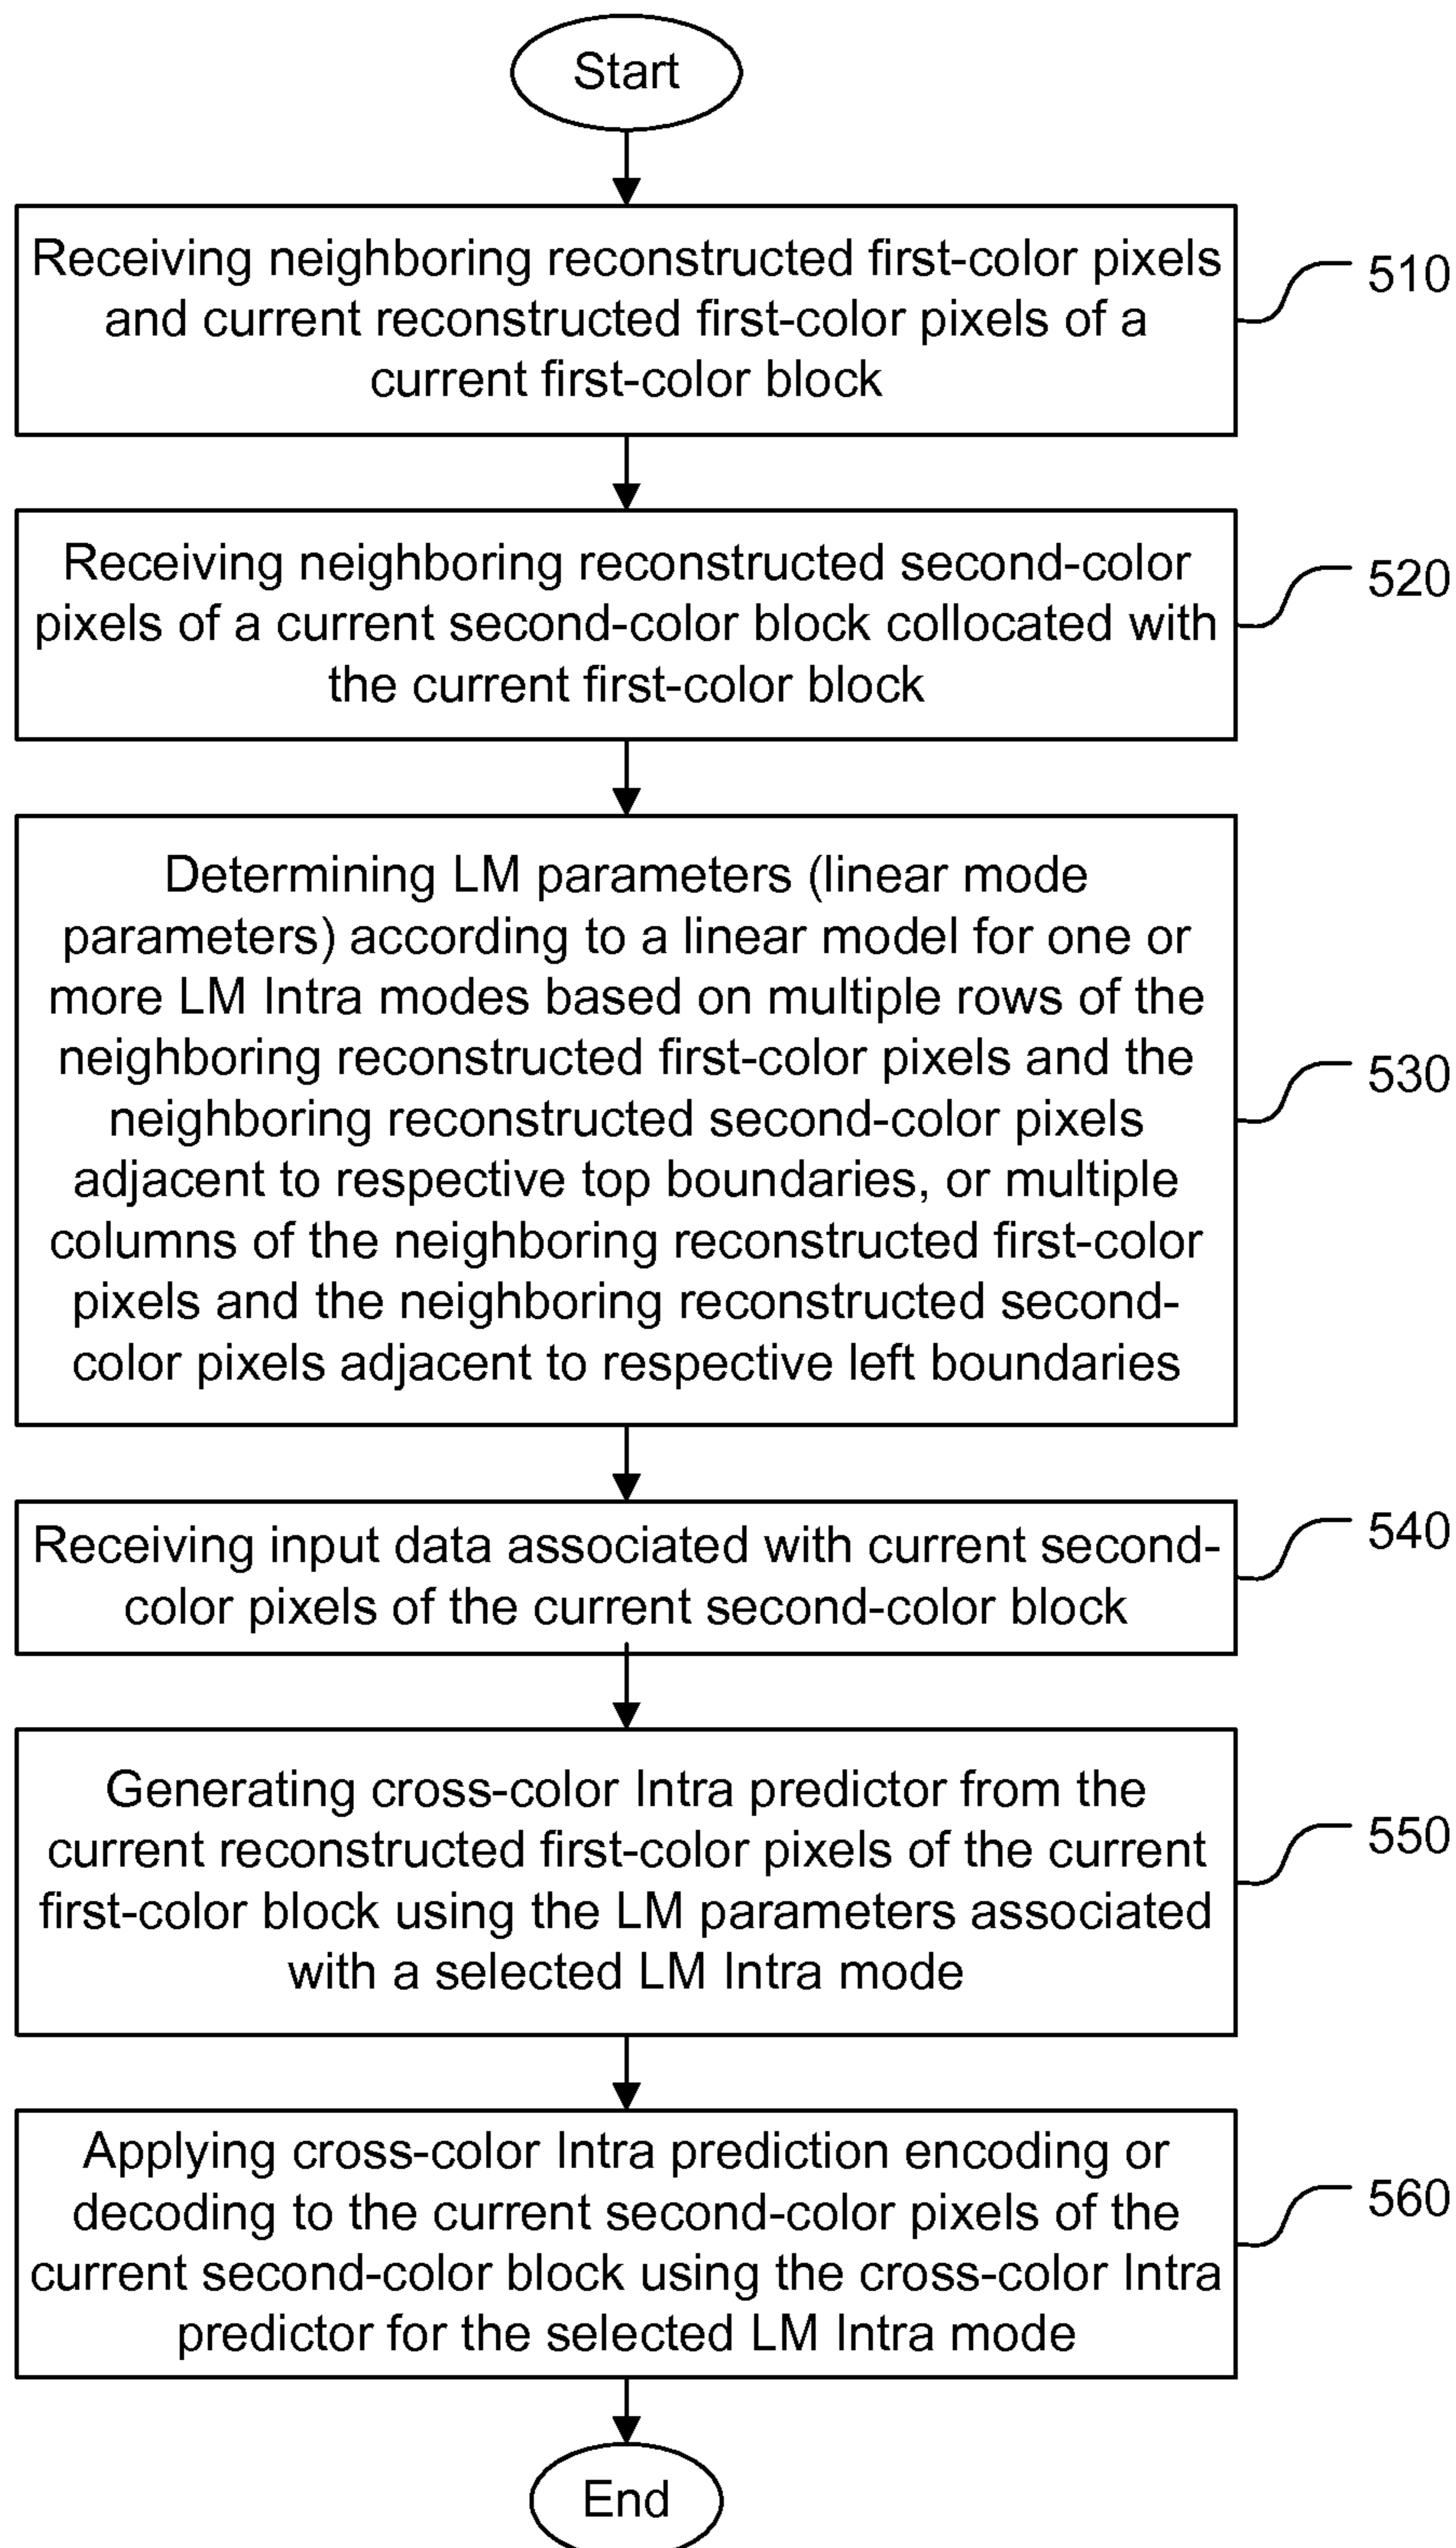 Start
Receiving neighboring reconstructed first-color pixels
and current reconstructed first-color pixels of a
current first-color block
510
Receiving neighboring reconstructed second-color
pixels of a current second-color block collocated with
the current first-color block
520
Determining LM parameters (linear mode
parameters) according to a linear model for one or
more LM Intra modes based on multiple rows of the
neighboring reconstructed first-color pixels and the
neighboring reconstructed second-color pixels
adjacent to respective top boundaries, or multiple
columns of the neighboring reconstructed first-color
pixels and the neighboring reconstructed second-
color pixels adjacent to respective left boundaries
530
Receiving input data associated with current second-
color pixels of the current second-color block
540
Generating cross-color Intra predictor from the
current reconstructed first-color pixels of the current
first-color block using the LM parameters associated
with a selected LM Intra mode
550
Applying cross-color Intra prediction encoding or
decoding to the current second-color pixels of the
current second-color block using the cross-color Intra
predictor for the selected LM Intra mode
560
End